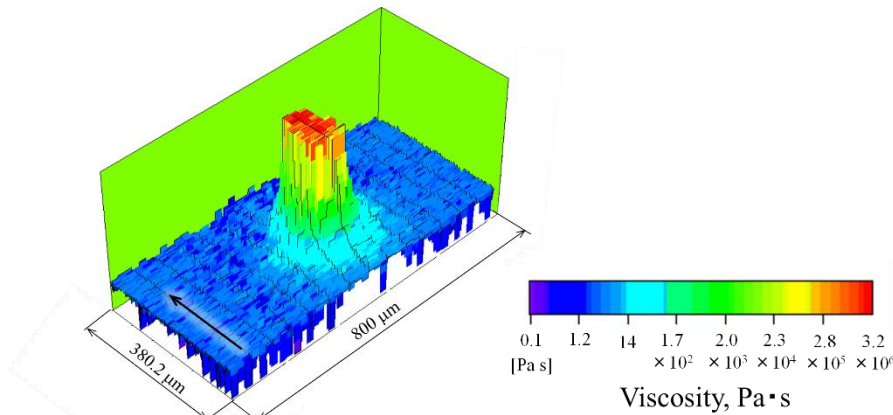 380.2 μm
800 μm
0.1 1.2 14 1.7 2.0 2.3 2.8 3.2
[Pa s] × 10² × 10³ × 10⁴ × 10⁵ × 10⁶
Viscosity, Pa･s